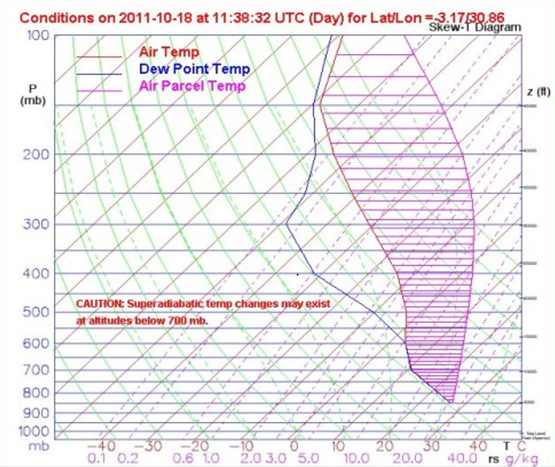 Conditions on 2011-10-18 at 11:38:32 UTC (Day) for Lat/Lon =-3.17/30.86
Skew-T Diagram
100
Air Temp
Dew Point Temp
Air Parcel Temp
P
(mb)
z (ft)
200
300
400
CAUTION: Superadiabatic temp changes may exist
at altitudes below 700 mb.
500
600
700
800
900
1000
mb -40 -30 -20 -10 0 10 20 30 T 40 C
0.1 0.2 0.6 1.0 2.0 3.0 5.0 10.0 20.0 rs 40.0 g/kg